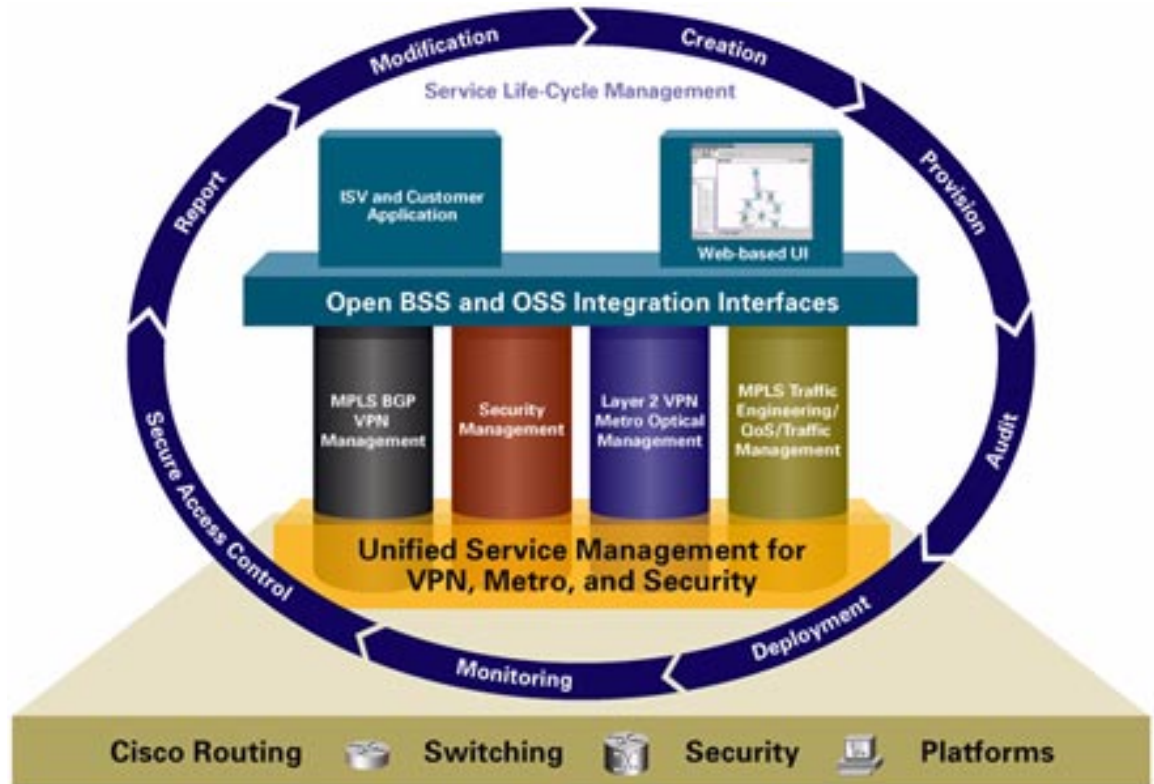 Modification
Creation
Service Life-Cycle Management
Provision
Report
ISV and Customer
Application
Web-based UI
Open BSS and OSS Integration Interfaces
MPLS BGP
VPN
Management
Security
Management
Layer 2 VPN
Metro Optical
Management
MPLS Traffic
Engineering/
QoS/Traffic
Management
Audit
Secure Access Control
Unified Service Management for
VPN, Metro, and Security
Deployment
Monitoring
Cisco Routing Switching Security Platforms